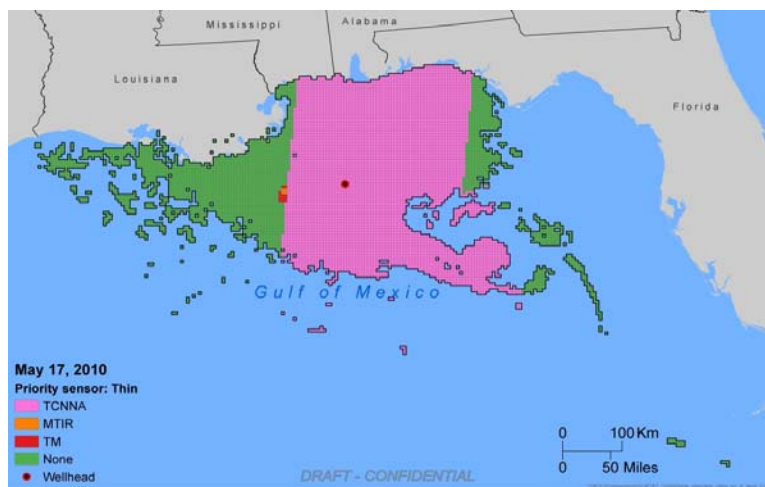 Mississippi
Alabama
Louisiana
Florida
Gulf of Mexico
May 17, 2010
Priority sensor: Thin
TCNNA
MTIR
TM
None
Wellhead
0 100 Km
0 50 Miles
DRAFT - CONFIDENTIAL